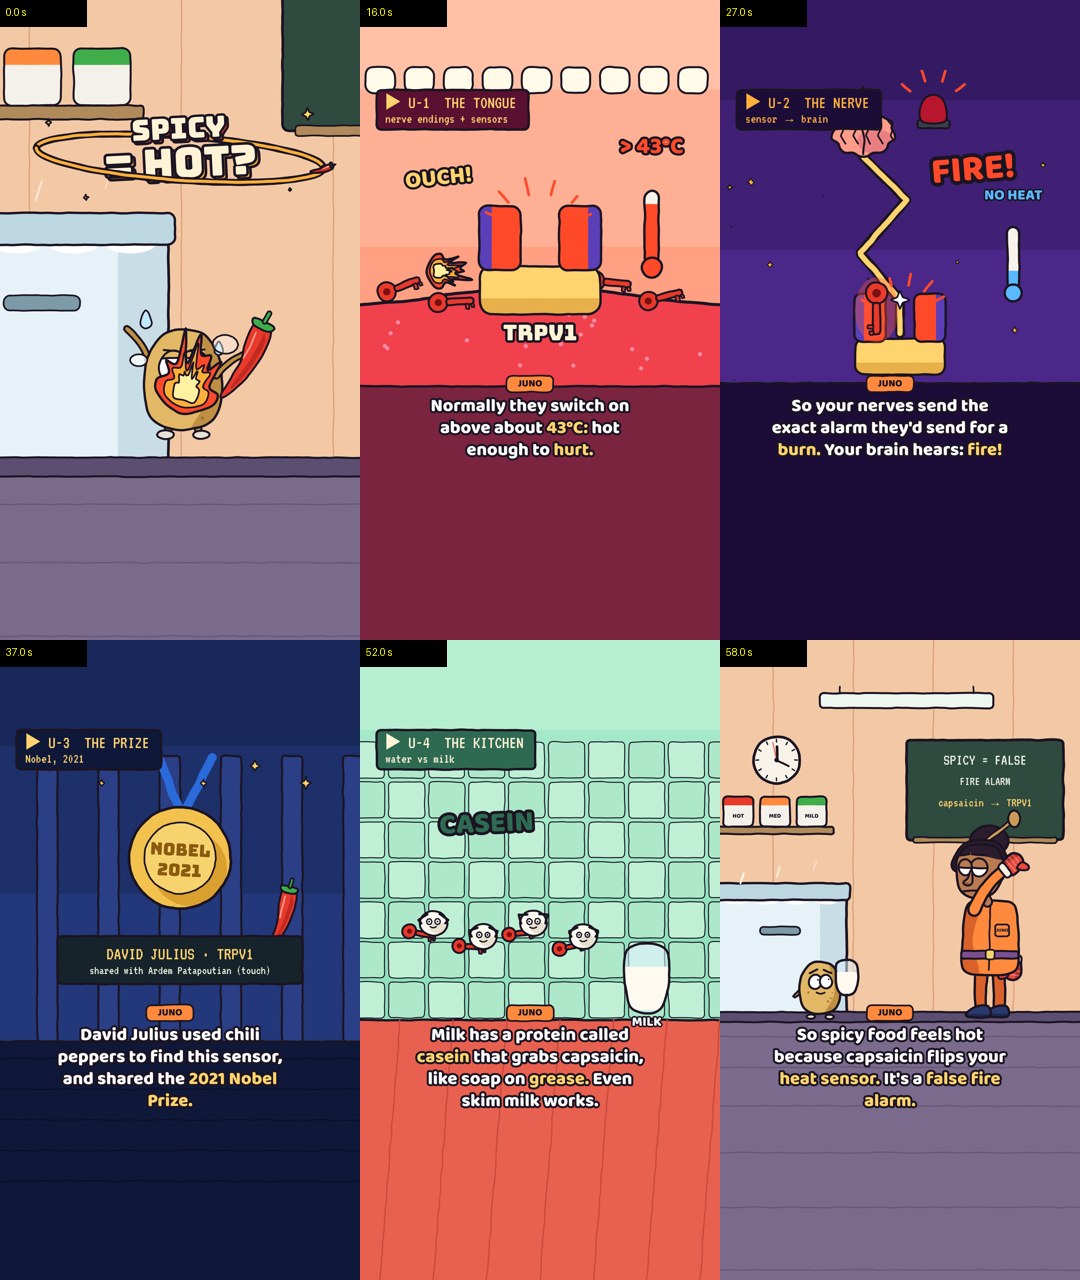 0.0s
SPICY
= HOT?
16.0s
U-1 THE TONGUE
nerve endings + sensors
> 43°C
OUCH!
TRPV1
JUNO
Normally they switch on
above about 43°C: hot
enough to hurt.
27.0s
U-2 THE NERVE
sensor → brain
FIRE!
NO HEAT
JUNO
So your nerves send the
exact alarm they'd send for a
burn. Your brain hears: fire!
37.0s
U-3 THE PRIZE
Nobel, 2021
NOBEL
2021
DAVID JULIUS · TRPV1
shared with Ardem Patapoutian (touch)
JUNO
David Julius used chili
peppers to find this sensor,
and shared the 2021 Nobel
Prize.
52.0s
U-4 THE KITCHEN
water vs milk
CASEIN
MILK
JUNO
Milk has a protein called
casein that grabs capsaicin,
like soap on grease. Even
skim milk works.
58.0s
SPICY = FALSE
FIRE ALARM
capsaicin → TRPV1
HOT
MED
MILD
JUNO
JUNO
So spicy food feels hot
because capsaicin flips your
heat sensor. It's a false fire
alarm.